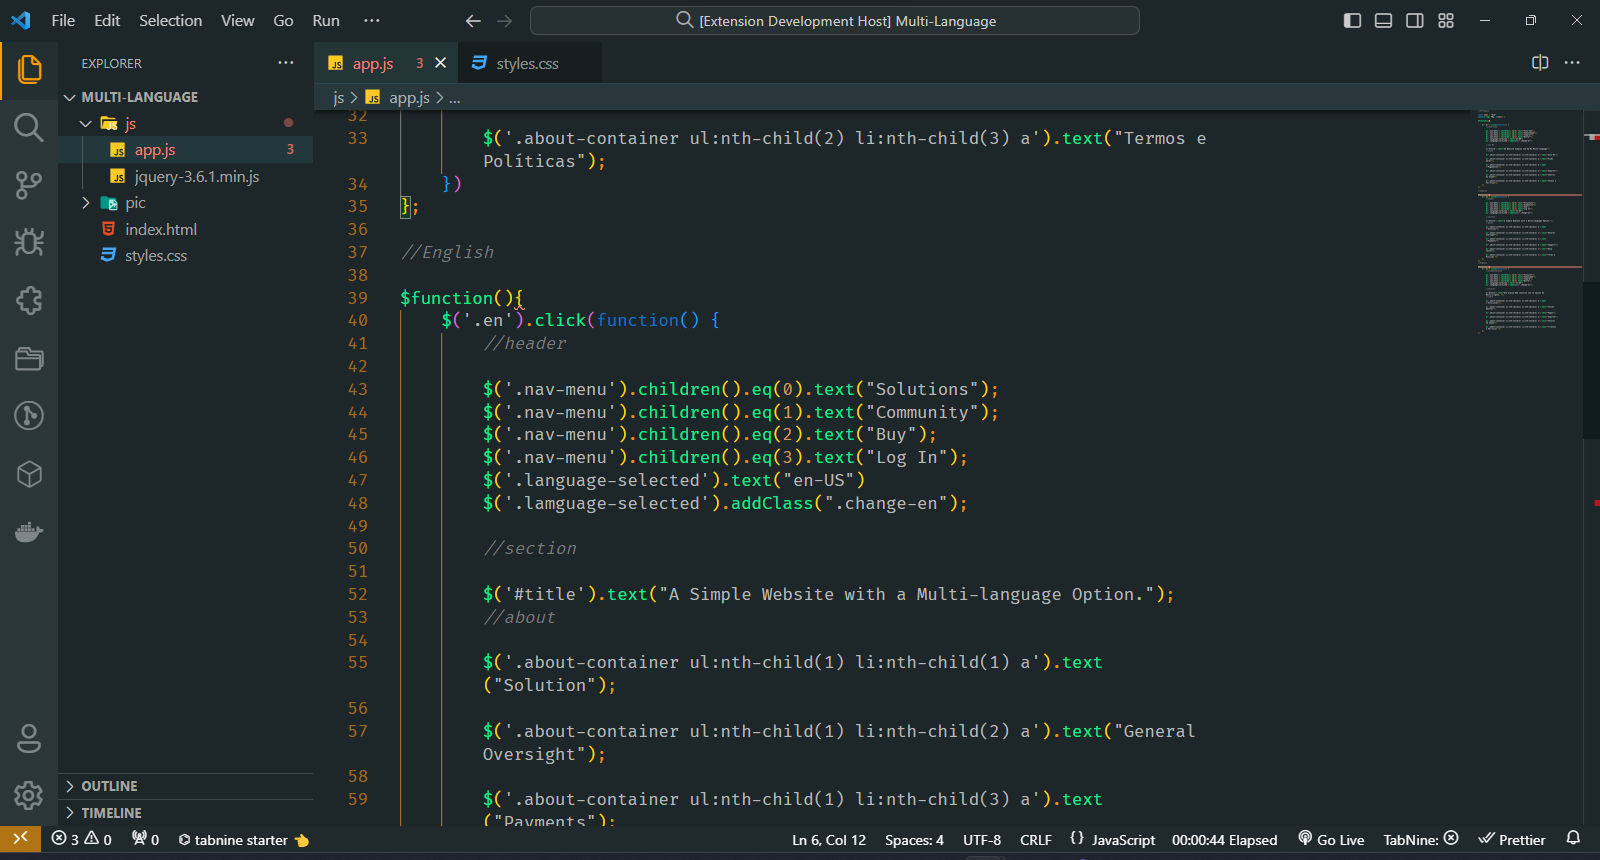 File Edit Selection View Go Run ···
[Extension Development Host] Multi-Language
EXPLORER ···
MULTI-LANGUAGE
js
JS app.js 3
JS jquery-3.6.1.min.js
pic
index.html
styles.css
OUTLINE
TIMELINE
JS app.js 3
styles.css
···
js > JS app.js > ...
32
33 $('.about-container ul:nth-child(2) li:nth-child(3) a').text("Termos e
Políticas");
34 })
35 };
36
37 //English
38
39 $function(){
40 $('.en').click(function() {
41 //header
42
43 $('.nav-menu').children().eq(0).text("Solutions");
44 $('.nav-menu').children().eq(1).text("Community");
45 $('.nav-menu').children().eq(2).text("Buy");
46 $('.nav-menu').children().eq(3).text("Log In");
47 $('.language-selected').text("en-US")
48 $('.lamguage-selected').addClass(".change-en");
49
50 //section
51
52 $('#title').text("A Simple Website with a Multi-language Option.");
53 //about
54
55 $('.about-container ul:nth-child(1) li:nth-child(1) a').text
("Solution");
56
57 $('.about-container ul:nth-child(1) li:nth-child(2) a').text("General
Oversight");
58
59 $('.about-container ul:nth-child(1) li:nth-child(3) a').text
("Payments");
3 0 0 tabnine starter
Ln 6, Col 12 Spaces: 4 UTF-8 CRLF {} JavaScript 00:00:44 Elapsed Go Live TabNine: Prettier